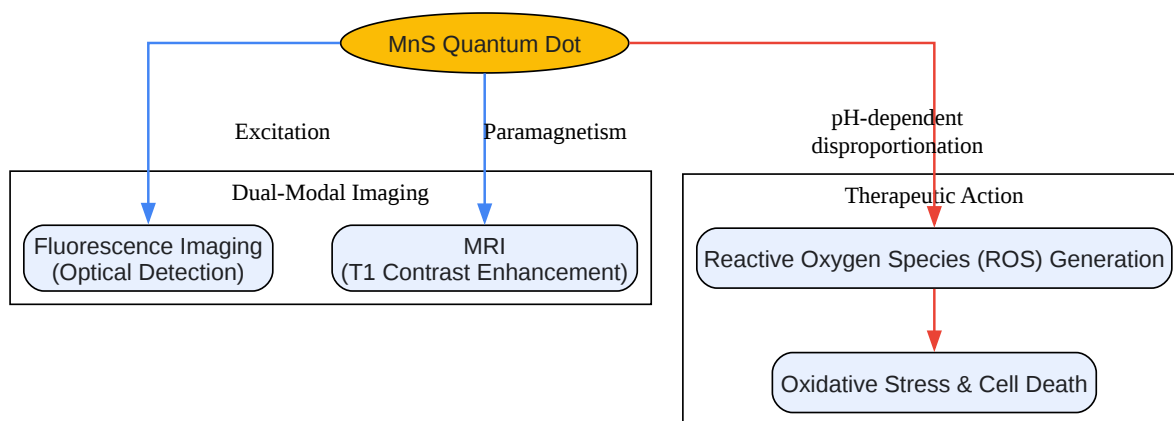 MnS Quantum Dot
Excitation
Paramagnetism
pH-dependent
disproportionation
Dual-Modal Imaging
Fluorescence Imaging
(Optical Detection)
MRI
(T1 Contrast Enhancement)
Therapeutic Action
Reactive Oxygen Species (ROS) Generation
Oxidative Stress & Cell Death